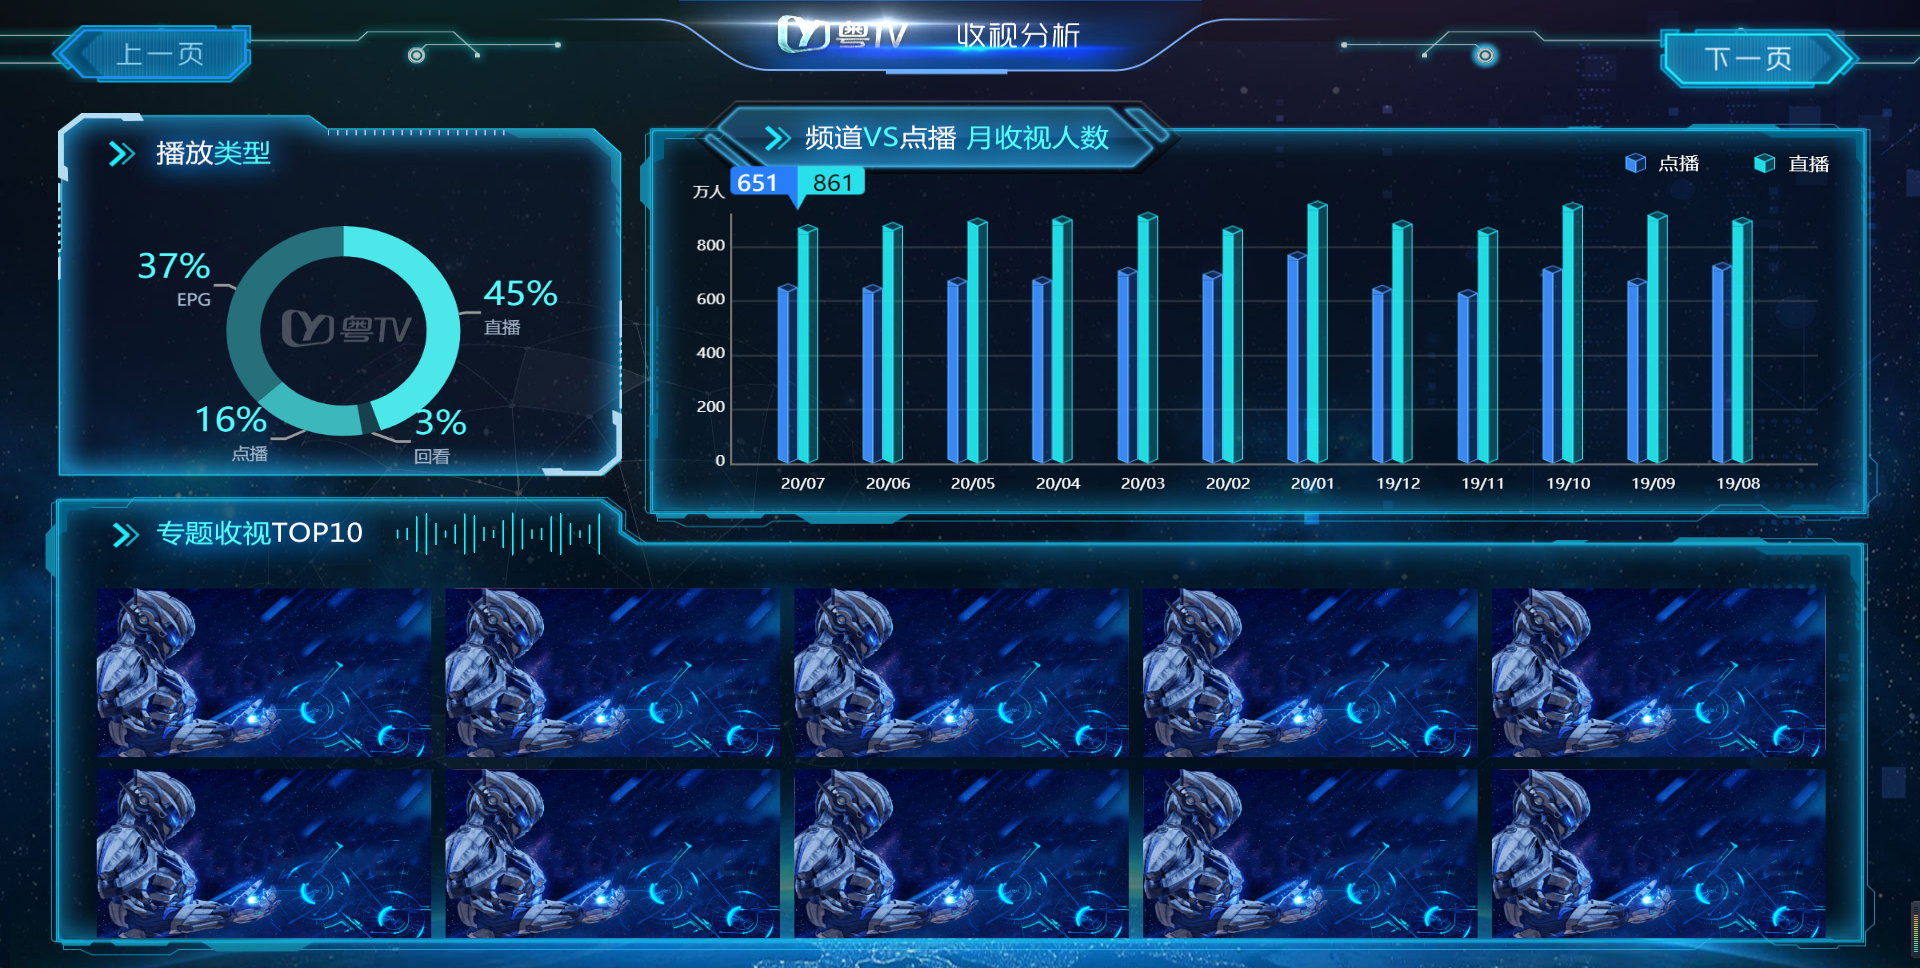 上一页
粤TV 收视分析
下一页
播放类型
37%
EPG
45%
直播
粤TV
16%
点播
3%
回看
频道VS点播 月收视人数
点播
直播
651
861
万人
800
600
400
200
0
20/07 20/06 20/05 20/04 20/03 20/02 20/01 19/12 19/11 19/10 19/09 19/08
专题收视TOP10